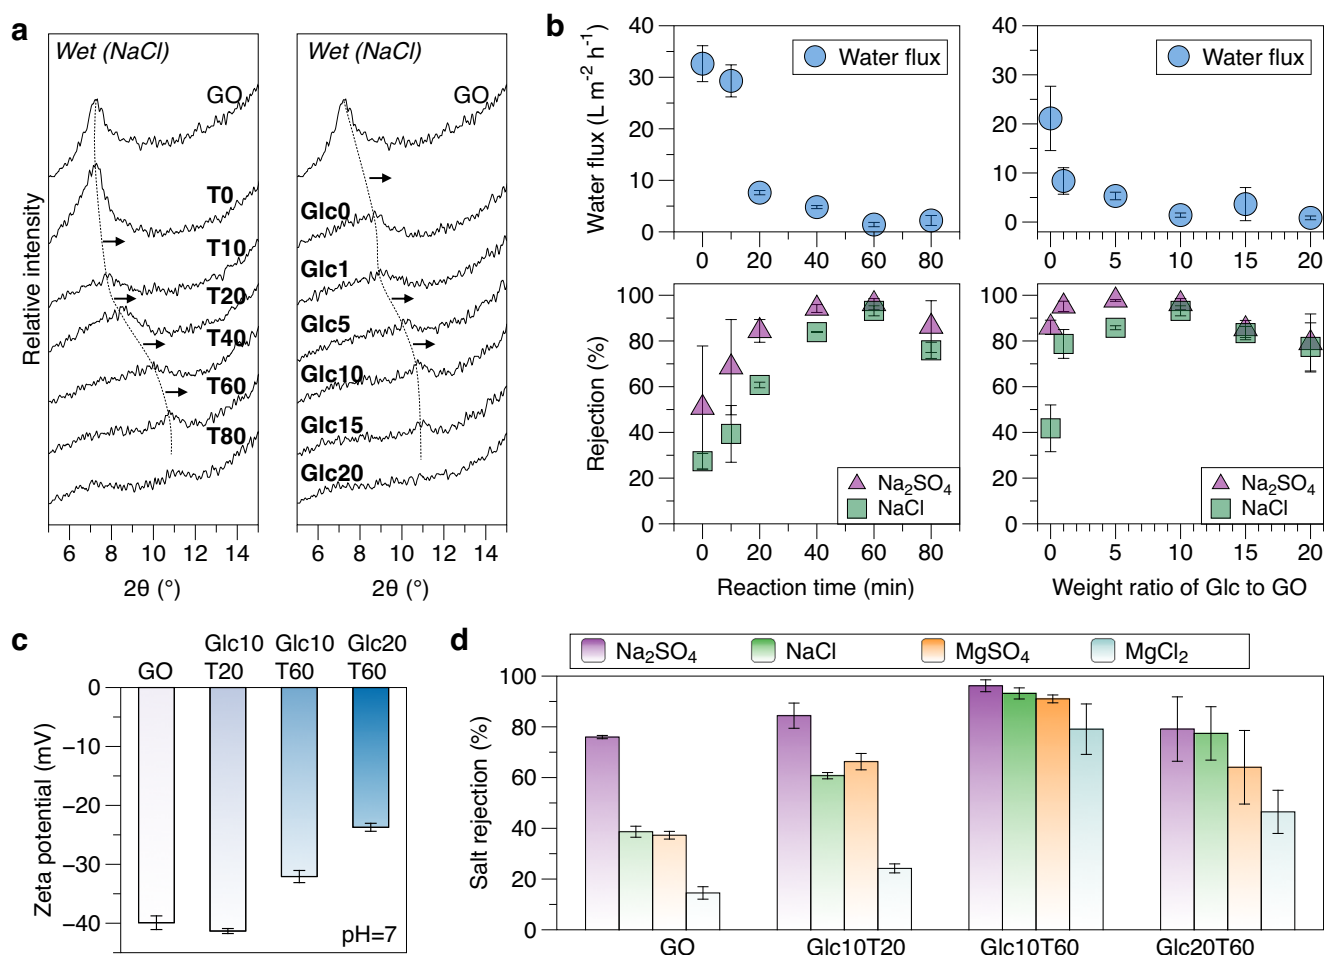 a
Wet (NaCl)
GO
T0
T10
T20
T40
T60
T80
Relative intensity
6 8 10 12 14
2θ (°)
Wet (NaCl)
GO
Glc0
Glc1
Glc5
Glc10
Glc15
Glc20
6 8 10 12 14
2θ (°)
b
Water flux
40
30
20
10
0
Water flux (L m⁻² h⁻¹)
0 20 40 60 80
Water flux
40
30
20
10
0
0 5 10 15 20
100
80
60
40
20
0
Rejection (%)
Na₂SO₄
NaCl
0 20 40 60 80
Reaction time (min)
100
80
60
40
20
0
Na₂SO₄
NaCl
0 5 10 15 20
Weight ratio of Glc to GO
c
Glc10 Glc10 Glc20
GO T20 T60 T60
0
−10
−20
−30
−40
Zeta potential (mV)
pH=7
d
Na₂SO₄ NaCl MgSO₄ MgCl₂
100
80
60
40
20
0
Salt rejection (%)
GO Glc10T20 Glc10T60 Glc20T60